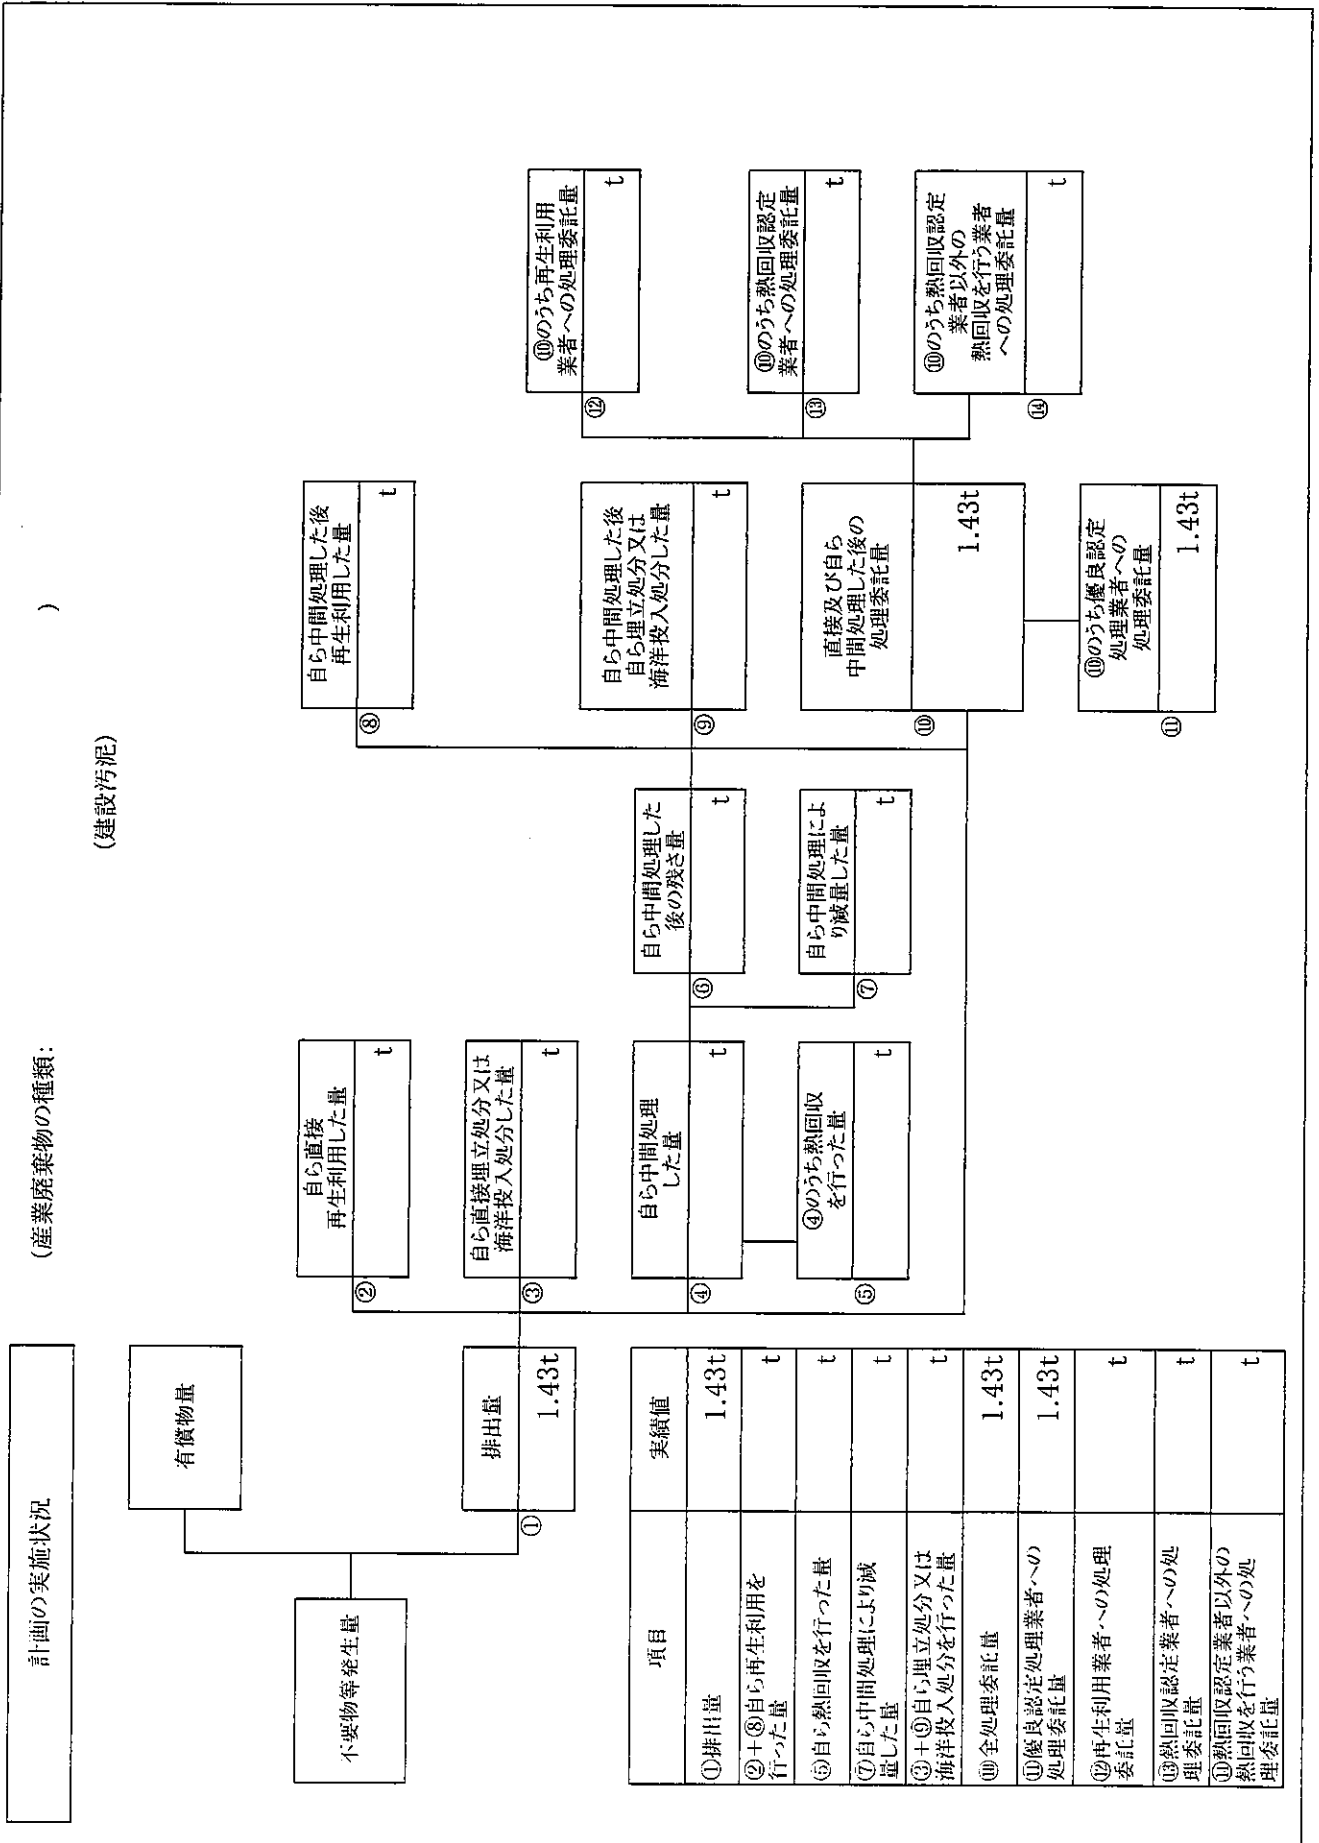 計画の実施状況
(産業廃棄物の種類:
)
(建設汚泥)
不要物等発生量
有償物量
①
排出量
1.43t
②
自ら直接
再生利用した量
t
③
自ら直接埋立処分又は
海洋投入処分した量
t
④
自ら中間処理
した量
t
⑤
④のうち熱回収
を行った量
t
⑥
自ら中間処理した
後の残さ量
t
⑦
自ら中間処理によ
り減量した量
t
⑧
自ら中間処理した後
再生利用した量
t
⑨
自ら中間処理した後
自ら埋立処分又は
海洋投入処分した量
t
⑩
直接及び自ら
中間処理した後の
処理委託量
1.43t
⑪
⑩のうち優良認定
処理業者への
処理委託量
1.43t
⑫
⑩のうち再生利用
業者への処理委託量
t
⑬
⑩のうち熱回収認定
業者への処理委託量
t
⑭
⑩のうち熱回収認定
業者以外の
熱回収を行う業者
への処理委託量
t
項目 実績値
①排出量 1.43t
②+⑧自ら再生利用を
行った量 t
⑤自ら熱回収を行った量 t
⑦自ら中間処理により減
量した量 t
③+⑨自ら埋立処分又は
海洋投入処分を行った量 t
⑩全処理委託量 1.43t
⑪優良認定処理業者への
処理委託量 1.43t
⑫再生利用業者への処理
委託量 t
⑬熱回収認定業者への処
理委託量 t
⑭熱回収認定業者以外の
熱回収を行う業者への処
理委託量 t